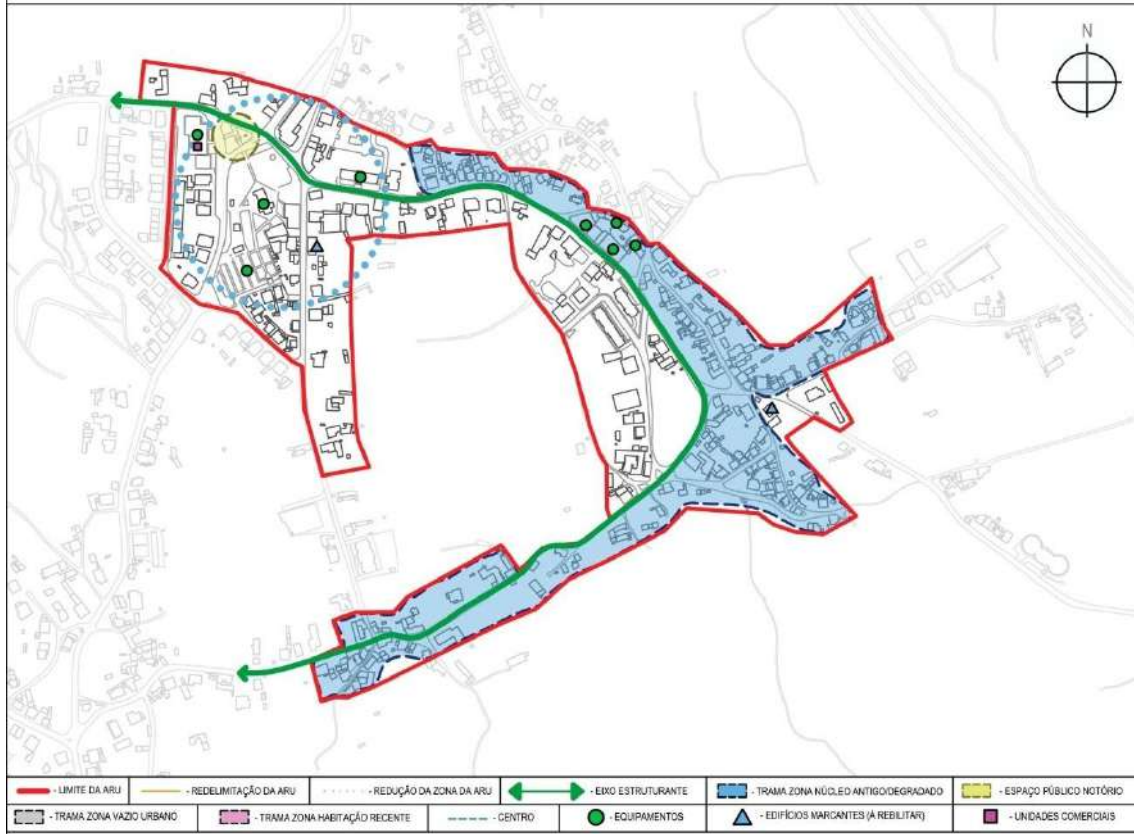 N
- LIMITE DA ARU - REDELIMITAÇÃO DA ARU - REDUÇÃO DA ZONA DA ARU - EIXO ESTRUTURANTE - TRAMA ZONA NÚCLEO ANTIGO/DEGRADADO - ESPAÇO PÚBLICO NOTÓRIO
- TRAMA ZONA VAZIO URBANO - TRAMA ZONA HABITAÇÃO RECENTE - CENTRO - EQUIPAMENTOS - EDIFÍCIOS MARCANTES (À REBILITAR) - UNIDADES COMERCIAIS